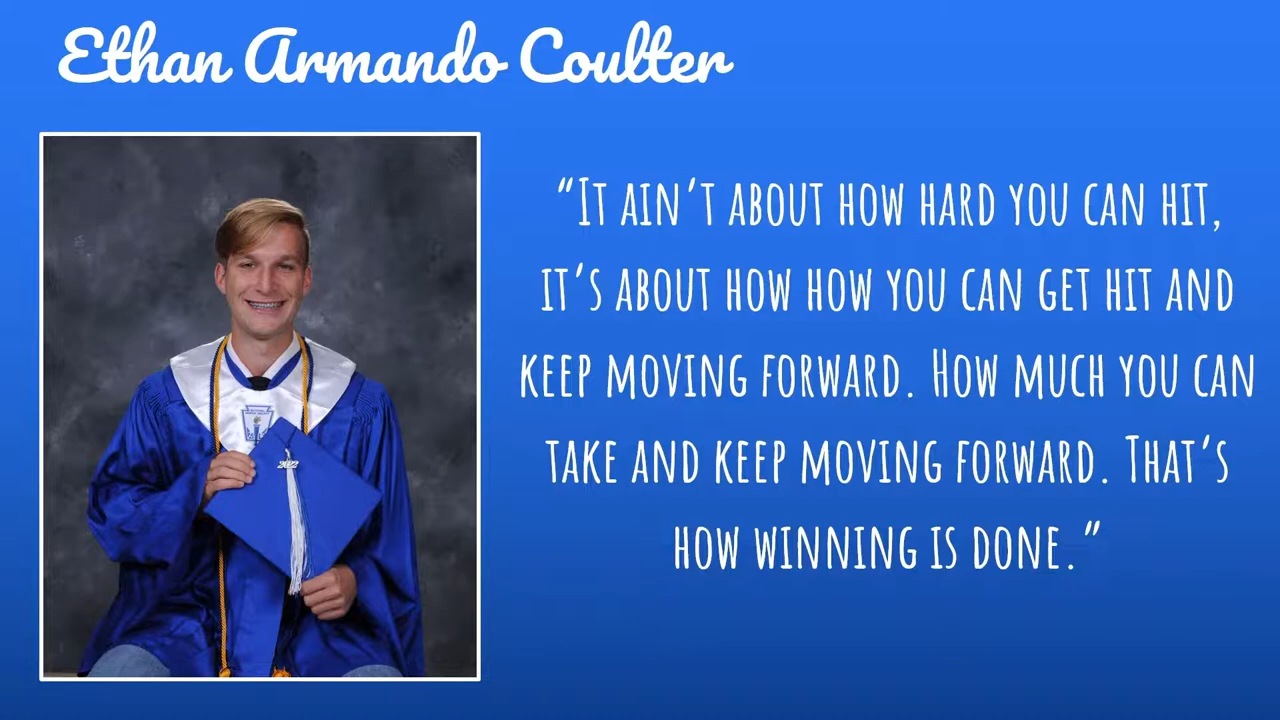 Ethan Armando Coulter
“It ain’t about how hard you can hit,
it’s about how how you can get hit and
keep moving forward. How much you can
take and keep moving forward. That’s
how winning is done.”
2022